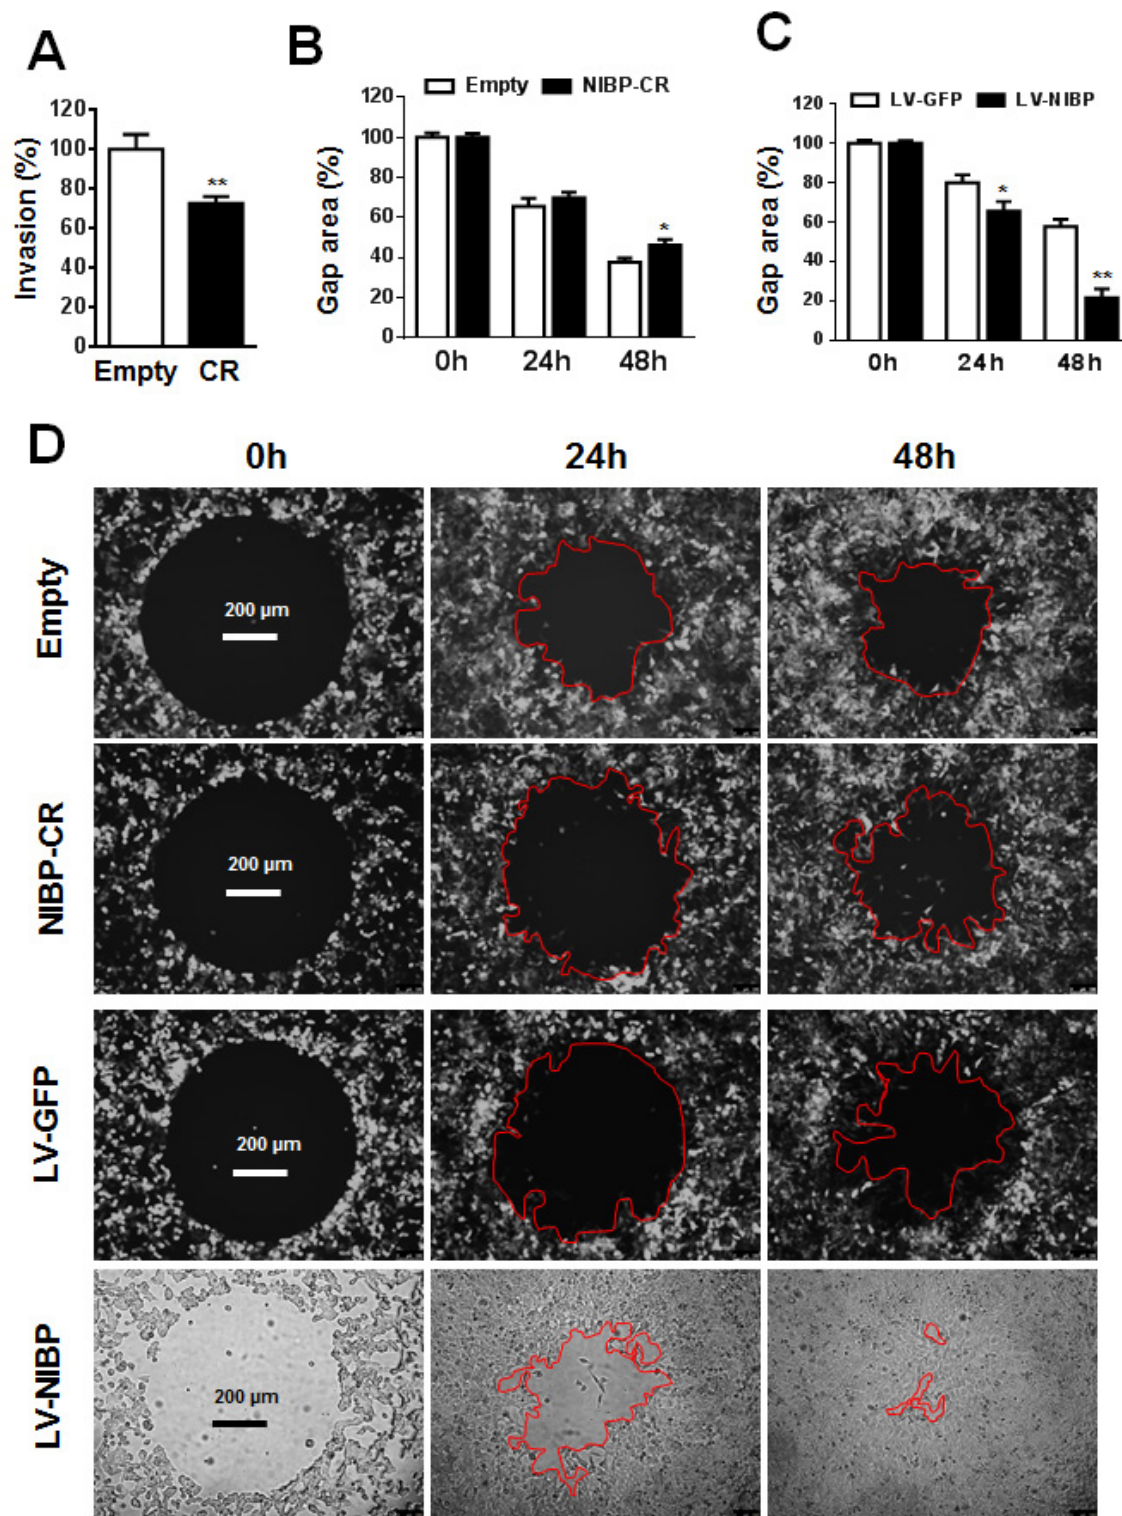 A
Invasion (%)
120
100
80
60
40
20
0
**
Empty CR
B
Empty NIBP-CR
Gap area (%)
120
100
80
60
40
20
0
*
0h 24h 48h
C
LV-GFP LV-NIBP
Gap area (%)
120
100
80
60
40
20
0
*
**
0h 24h 48h
D
0h 24h 48h
Empty
200 µm
NIBP-CR
200 µm
LV-GFP
200 µm
LV-NIBP
200 µm